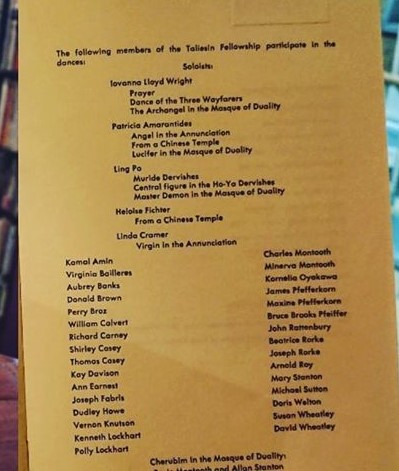 The following members of the Taliesin Fellowship participate in the
dances:
Soloists:
Iovanna Lloyd Wright
Prayer
Dance of the Three Wayfarers
The Archangel in the Masque of Duality
Patricia Amarantides
Angel in the Annunciation
From a Chinese Temple
Lucifer in the Masque of Duality
Ling Po
Muride Dervishes
Central figure in the Ho-Ya Dervishes
Master Demon in the Masque of Duality
Heloise Fichter
From a Chinese Temple
Linda Cramer
Virgin in the Annunciation
Kamal Amin
Virginia Bailleres
Aubrey Banks
Donald Brown
Perry Broz
William Calvert
Richard Carney
Shirley Casey
Thomas Casey
Kay Davison
Ann Earnest
Joseph Fabris
Dudley Howe
Vernon Knutson
Kenneth Lockhart
Polly Lockhart
Charles Montooth
Minerva Montooth
Kornelia Oyakawa
James Pfefferkorn
Maxine Pfefferkorn
Bruce Brooks Pfeiffer
John Rattenbury
Beatrice Rorke
Joseph Rorke
Arnold Roy
Mary Stanton
Michael Sutton
Doris Welton
Susan Wheatley
David Wheatley
Cherubim in the Masque of Duality:
Montooth and Allan Stanton